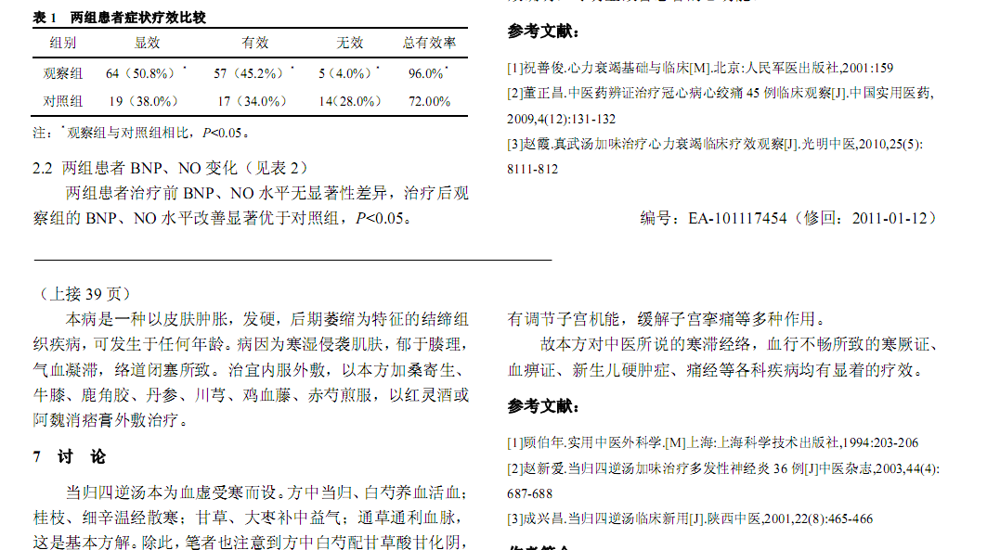 表 1 两组患者症状疗效比较
组别 显效 有效 无效 总有效率
观察组 64（50.8%）* 57（45.2%）* 5（4.0%）* 96.0%*
对照组 19（38.0%） 17（34.0%） 14(28.0%） 72.00%
注：*观察组与对照组相比，P<0.05。
2.2 两组患者 BNP、NO 变化（见表 2）
两组患者治疗前 BNP、NO 水平无显著性差异，治疗后观
察组的 BNP、NO 水平改善显著优于对照组，P<0.05。
参考文献：
[1]祝善俊.心力衰竭基础与临床[M].北京:人民军医出版社,2001:159
[2]董正昌.中医药辨证治疗冠心病心绞痛 45 例临床观察[J].中国实用医药,
2009,4(12):131-132
[3]赵霞.真武汤加味治疗心力衰竭临床疗效观察[J].光明中医,2010,25(5):
8111-812
编号：EA-101117454（修回：2011-01-12）
（上接 39 页）
本病是一种以皮肤肿胀，发硬，后期萎缩为特征的结缔组
织疾病，可发生于任何年龄。病因为寒湿侵袭肌肤，郁于腠理，
气血凝滞，络道闭塞所致。治宜内服外敷，以本方加桑寄生、
牛膝、鹿角胶、丹参、川芎、鸡血藤、赤芍煎服，以红灵酒或
阿魏消痞膏外敷治疗。
7 讨 论
当归四逆汤本为血虚受寒而设。方中当归、白芍养血活血；
桂枝、细辛温经散寒；甘草、大枣补中益气；通草通利血脉，
这是基本方解。除此，笔者也注意到方中白芍配甘草酸甘化阴，
有调节子宫机能，缓解子宫挛痛等多种作用。
故本方对中医所说的寒滞经络，血行不畅所致的寒厥证、
血痹证、新生儿硬肿症、痛经等各科疾病均有显着的疗效。
参考文献：
[1]顾伯年.实用中医外科学.[M]上海:上海科学技术出版社,1994:203-206
[2]赵新爱.当归四逆汤加味治疗多发性神经炎 36 例[J]中医杂志,2003,44(4):
687-688
[3]成兴昌.当归四逆汤临床新用[J].陕西中医,2001,22(8):465-466